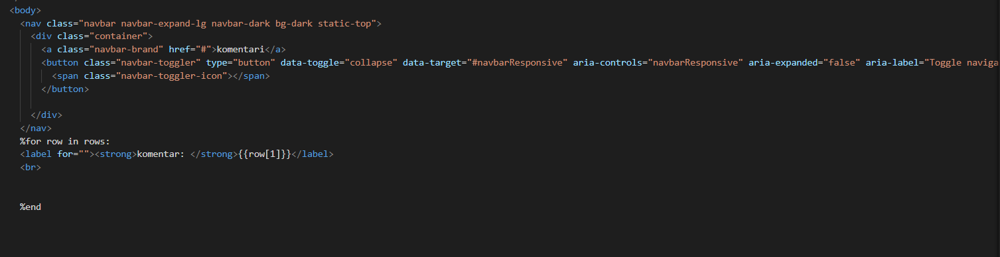 <body>
<nav class="navbar navbar-expand-lg navbar-dark bg-dark static-top">
<div class="container">
<a class="navbar-brand" href="#">komentari</a>
<button class="navbar-toggler" type="button" data-toggle="collapse" data-target="#navbarResponsive" aria-controls="navbarResponsive" aria-expanded="false" aria-label="Toggle naviga
<span class="navbar-toggler-icon"></span>
</button>
</div>
</nav>
%for row in rows:
<label for=""><strong>komentar: </strong>{{row[1]}}</label>
<br>
%end